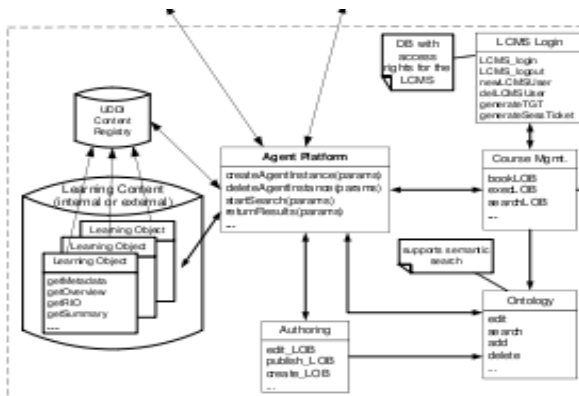 DB with
access
rights for the
LCMS
LCMS Login
LCMS_login
LCMS_logout
newLCMSUser
delLCMSUser
generateTGT
generateSessTicket
UDDI
Content
Registry
Agent Platform
createAgentInstance(params)
deleteAgentInstance(params)
startSearch(params)
returnResults(params)
...
Course Mgmt.
bookLOB
execLOB
searchLOB
...
Learning Content
(internal or external)
Learning Object
Learning Object
Learning Object
getMetadata
getOverview
getRIO
getSummary
....
supports semantic
search
Ontology
edit
search
add
delete
...
Authoring
edit_LOB
publish_LOB
create_LOB
...